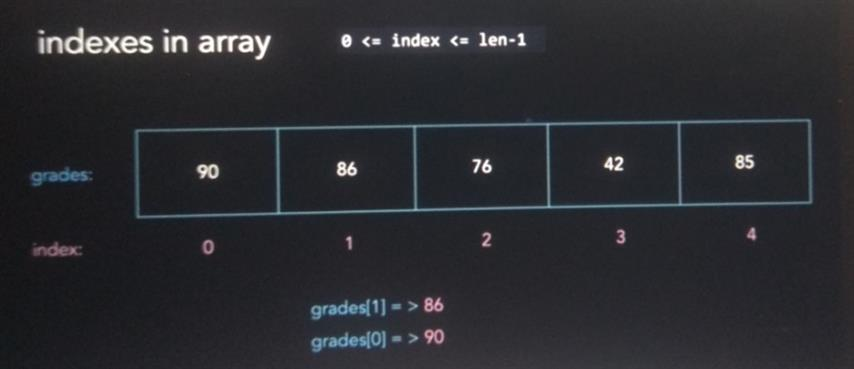 indexes in array 0 <= index <= len-1
grades: 90 86 76 42 85
index: 0 1 2 3 4
grades[1] = > 86
grades[0] = > 90